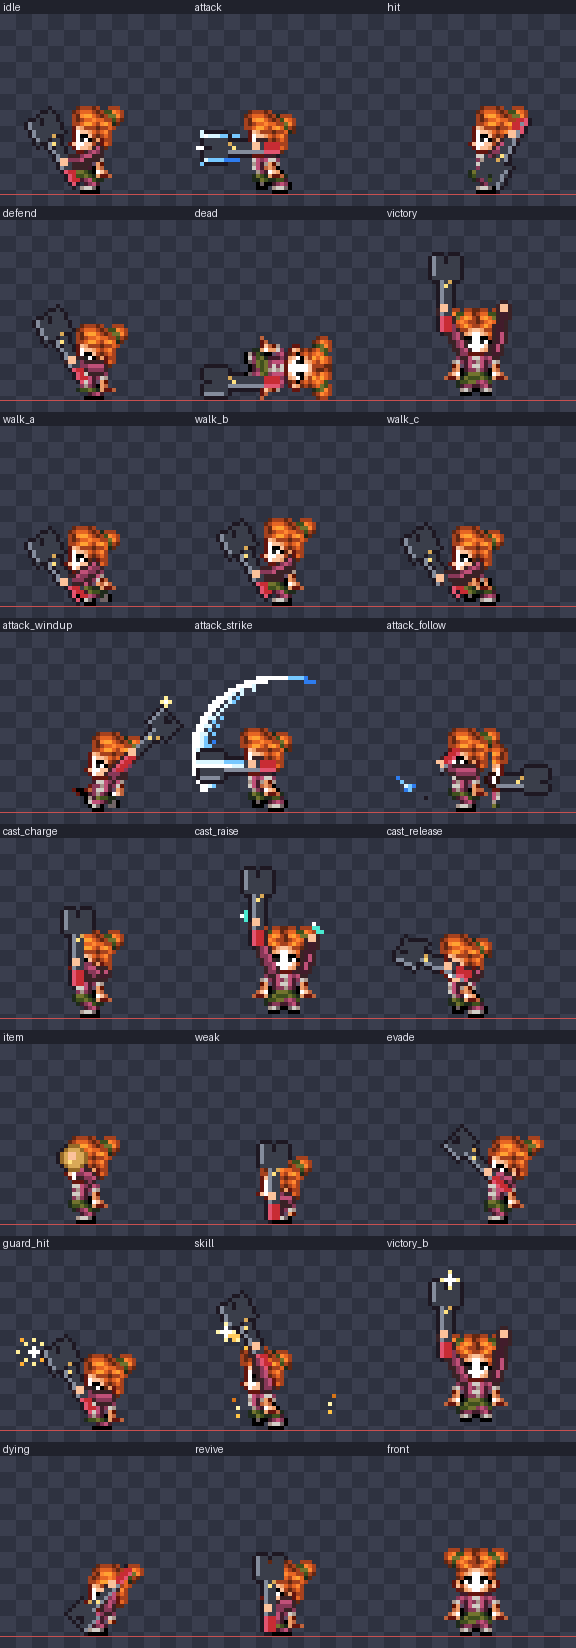 idle attack hit
defend dead victory
walk_a walk_b walk_c
attack_windup attack_strike attack_follow
cast_charge cast_raise cast_release
item weak evade
guard_hit skill victory_b
dying revive front